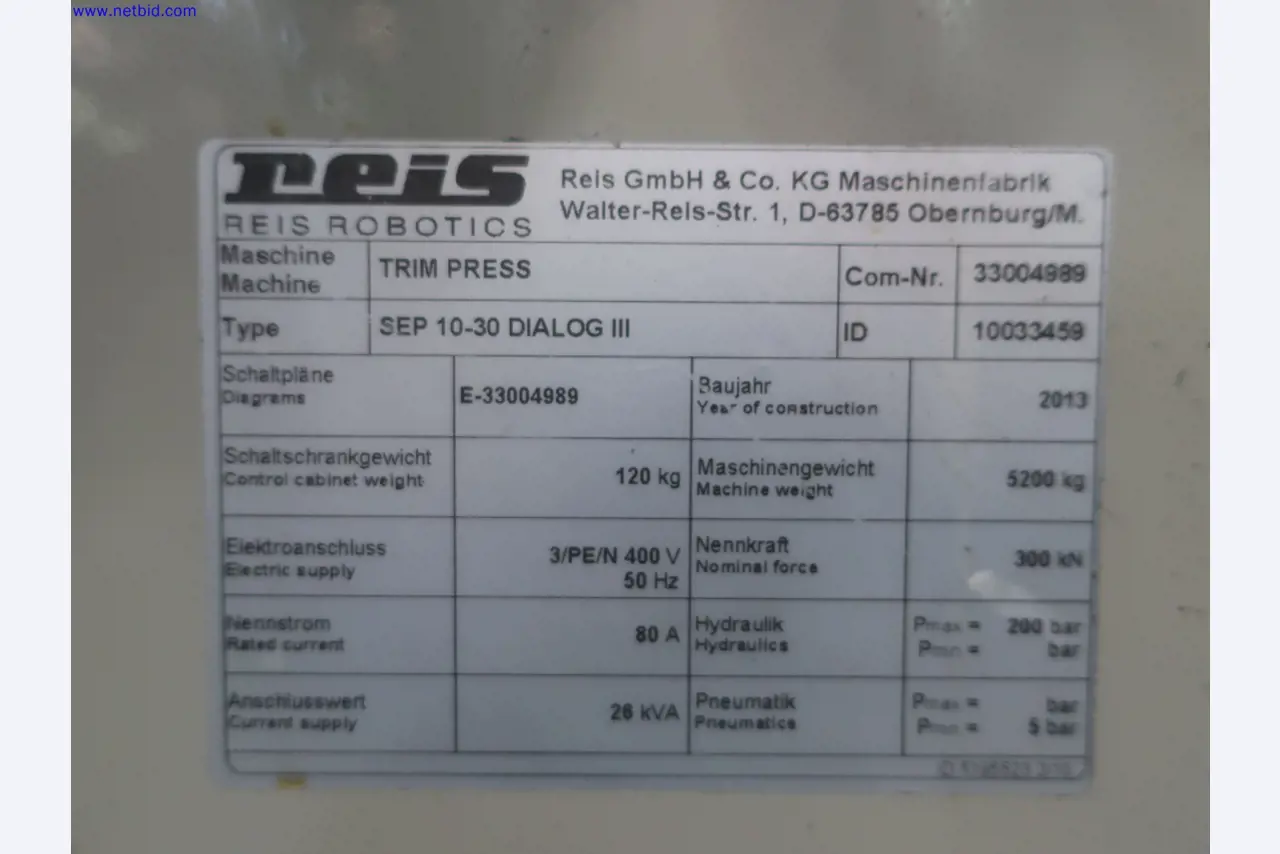 www.netbid.com
reis
REIS ROBOTICS
Reis GmbH & Co. KG Maschinenfabrik
Walter-Reis-Str. 1, D-63785 Obernburg/M.
Maschine
Machine
TRIM PRESS
Com-Nr.
33004989
Type
SEP 10-30 DIALOG III
ID
10033459
Schaltpläne
Diagrams
E-33004989
Baujahr
Year of construction
2013
Schaltschrankgewicht
Control cabinet weight
120 kg
Maschinengewicht
Machine weight
5200 kg
Elektroanschluss
Electric supply
3/PE/N 400 V
50 Hz
Nennkraft
Nominal force
300 kN
Nennstrom
Rated current
80 A
Hydraulik
Hydraulics
Pmax = 200 bar
Pmin = bar
Anschlusswert
Current supply
26 kVA
Pneumatik
Pneumatics
Pmax = bar
Pmin = 5 bar